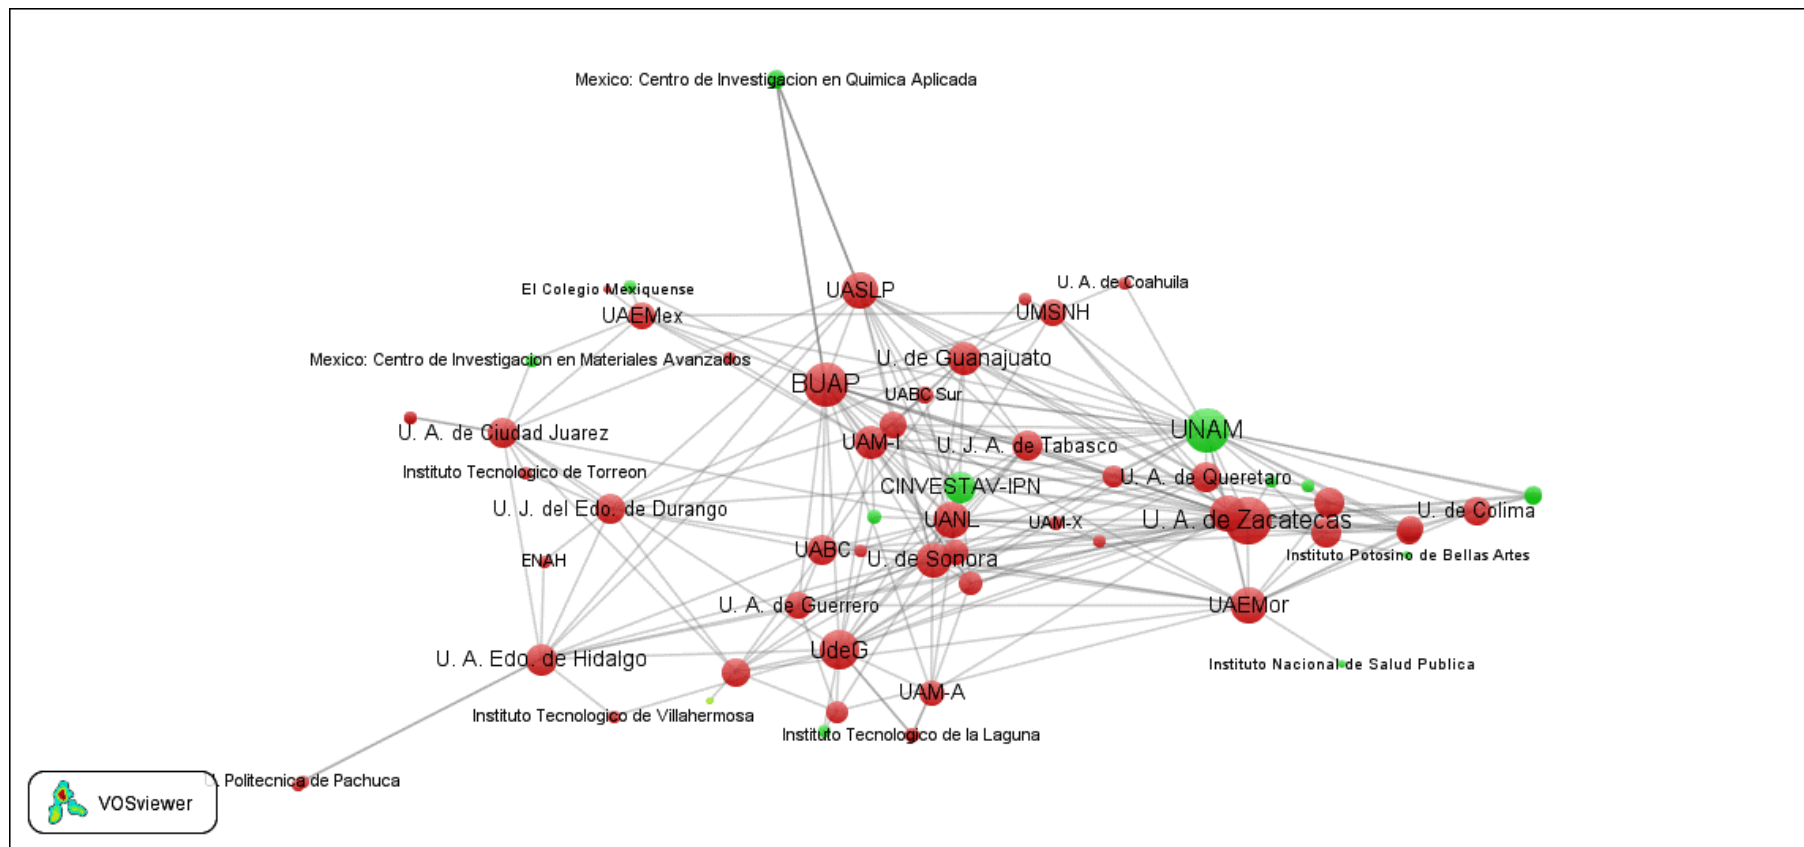 Mexico: Centro de Investigacion en Quimica Aplicada
U. A. de Coahuila
El Colegio Mexiquense
UASLP
UAEMex
UMSNH
Mexico: Centro de Investigacion en Materiales Avanzados
U. de Guanajuato
BUAP
UABC Sur
U. A. de Ciudad Juarez
UNAM
UAM-I
U. J. A. de Tabasco
Instituto Tecnologico de Torreon
U. A. de Queretaro
CINVESTAV-IPN
U. J. del Edo. de Durango
U. de Colima
UANL
UAM-X
U. A. de Zacatecas
UABC
Instituto Potosino de Bellas Artes
ENAH
U. de Sonora
U. A. de Guerrero
UAEMor
UdeG
U. A. Edo. de Hidalgo
Instituto Nacional de Salud Publica
UAM-A
Instituto Tecnologico de Villahermosa
Instituto Tecnologico de la Laguna
U. Politecnica de Pachuca
VOSviewer